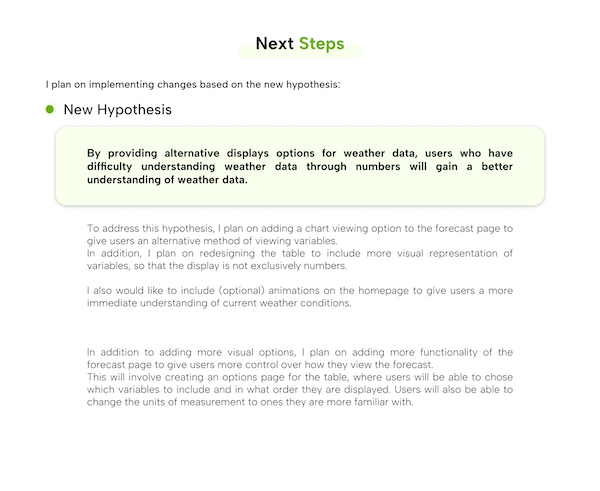 Next Steps
I plan on implementing changes based on the new hypothesis:
New Hypothesis
By providing alternative displays options for weather data, users who have
difficulty understanding weather data through numbers will gain a better
understanding of weather data.
To address this hypothesis, I plan on adding a chart viewing option to the forecast page to
give users an alternative method of viewing variables.
In addition, I plan on redesigning the table to include more visual representation of
variables, so that the display is not exclusively numbers.
I also would like to include (optional) animations on the homepage to give users a more
immediate understanding of current weather conditions.
In addition to adding more visual options, I plan on adding more functionality of the
forecast page to give users more control over how they view the forecast.
This will involve creating an options page for the table, where users will be able to chose
which variables to include and in what order they are displayed. Users will also be able to
change the units of measurement to ones they are more familiar with.